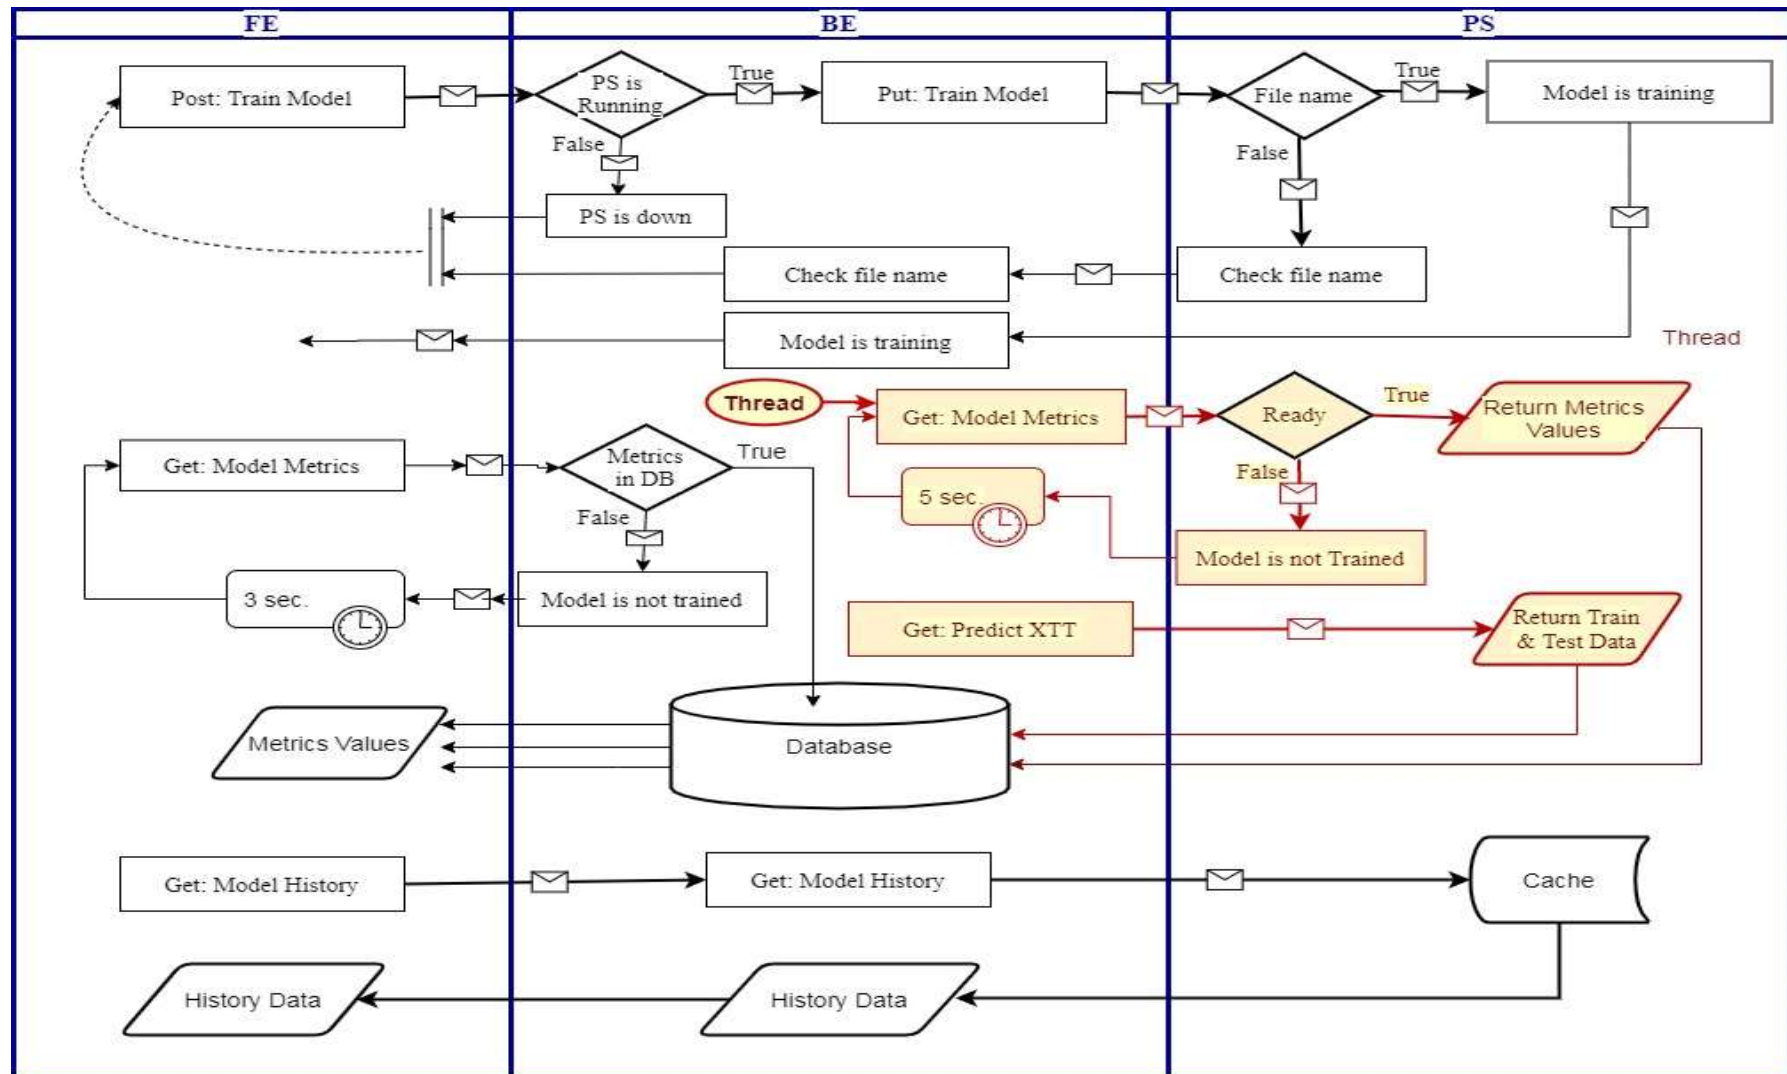 FE
BE
PS
Post: Train Model
PS is
Running
True
Put: Train Model
File name
True
Model is training
False
False
PS is down
Check file name
Check file name
Model is training
Thread
Thread
Get: Model Metrics
Ready
True
Return Metrics
Values
Get: Model Metrics
Metrics
in DB
True
False
5 sec.
False
Model is not Trained
3 sec.
Model is not trained
Get: Predict XTT
Return Train
& Test Data
Metrics Values
Database
Get: Model History
Get: Model History
Cache
History Data
History Data